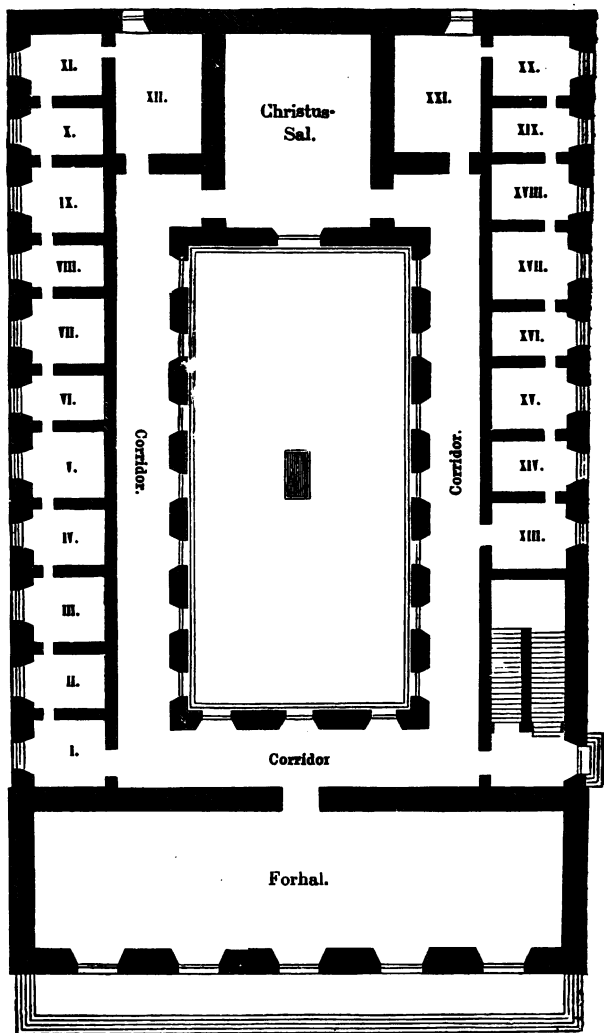 XI.
XII.
Christus-
Sal.
XXI.
XX.
X.
XIX.
IX.
XVIII.
VIII.
XVII.
VII.
XVI.
VI.
XV.
Corridor.
Corridor.
V.
XIV.
IV.
XIII.
III.
II.
I.
Corridor
Forhal.